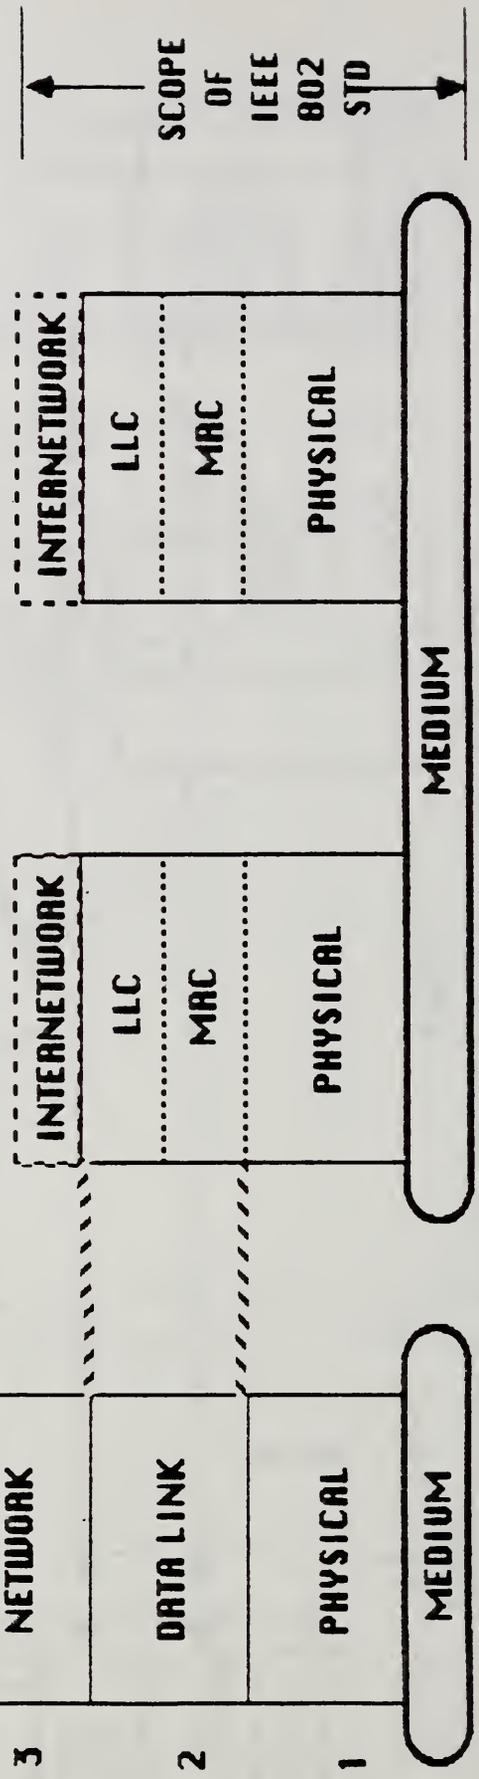 3
NETWORK
INTERNETWORK
INTERNETWORK
2
DATA LINK
LLC
MAC
LLC
MAC
1
PHYSICAL
PHYSICAL
PHYSICAL
MEDIUM
MEDIUM
SCOPE
OF
IEEE
802
STD